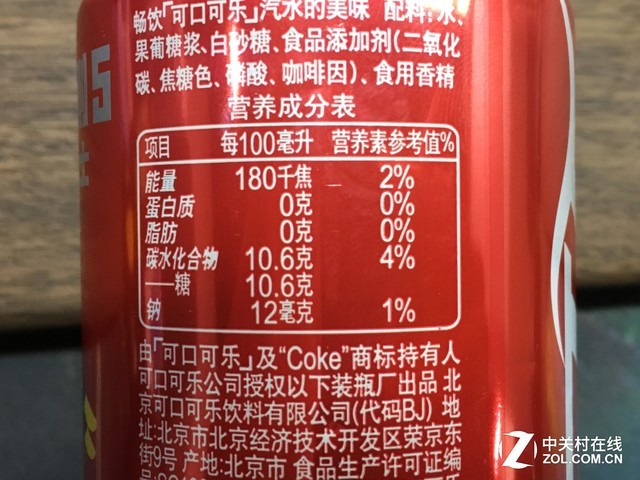 畅饮「可口可乐」汽水的美味 配料:水、
果葡糖浆、白砂糖、食品添加剂(二氧化
碳、焦糖色、磷酸、咖啡因)、食用香精
营养成分表
项目 每100毫升 营养素参考值%
能量 180千焦 2%
蛋白质 0克 0%
脂肪 0克 0%
碳水化合物 10.6克 4%
——糖 10.6克
钠 12毫克 1%
由「可口可乐」及“Coke”商标持有人
可口可乐公司授权以下装瓶厂出品 北
京可口可乐饮料有限公司(代码BJ) 地
址:北京市北京经济技术开发区荣京东
街9号 产地:北京市 食品生产许可证编
中关村在线
ZOL.COM.CN